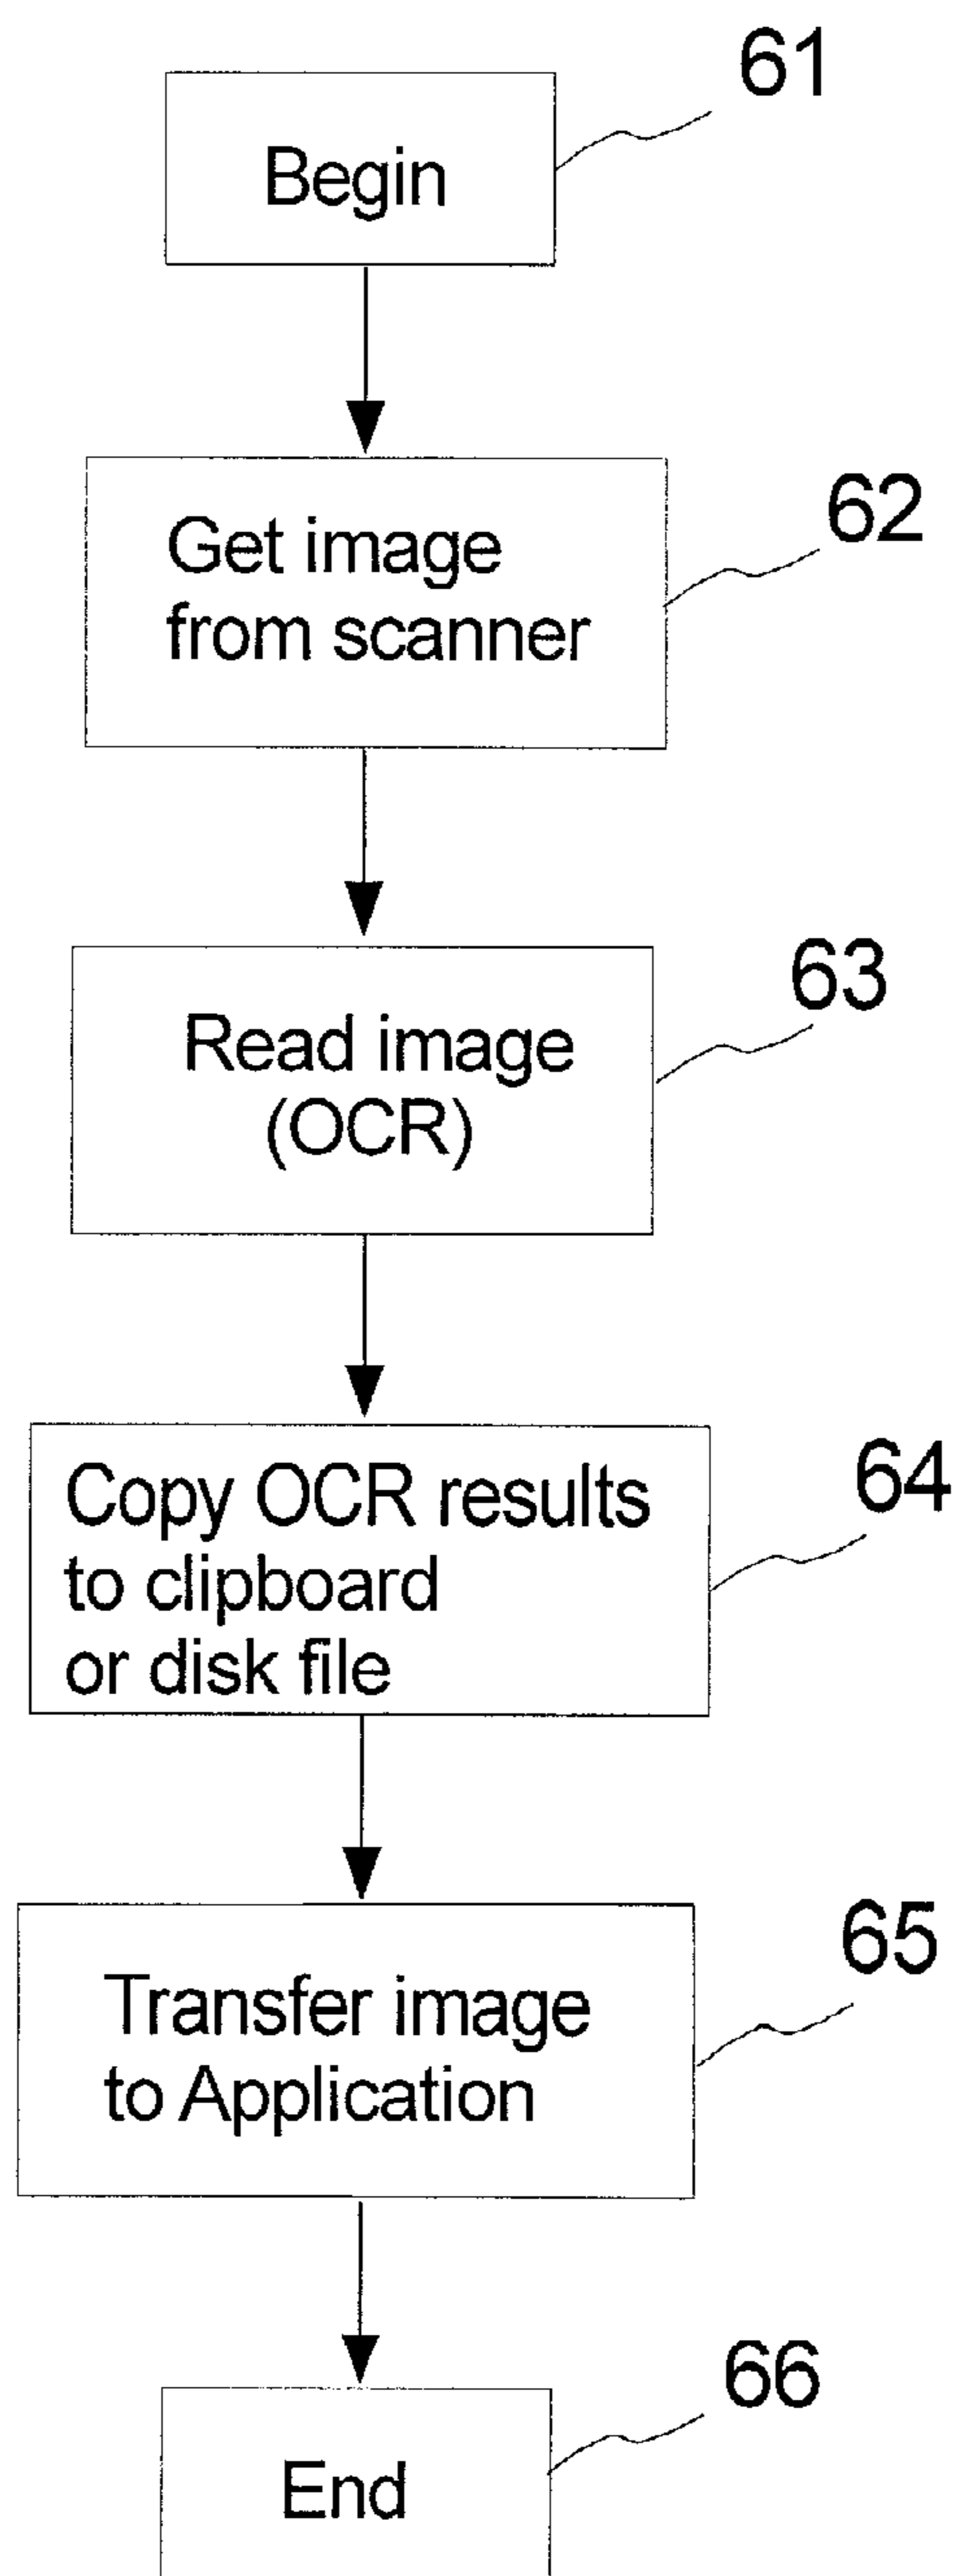 61
Begin
62
Get image
from scanner
63
Read image
(OCR)
64
Copy OCR results
to clipboard
or disk file
65
Transfer image
to Application
66
End